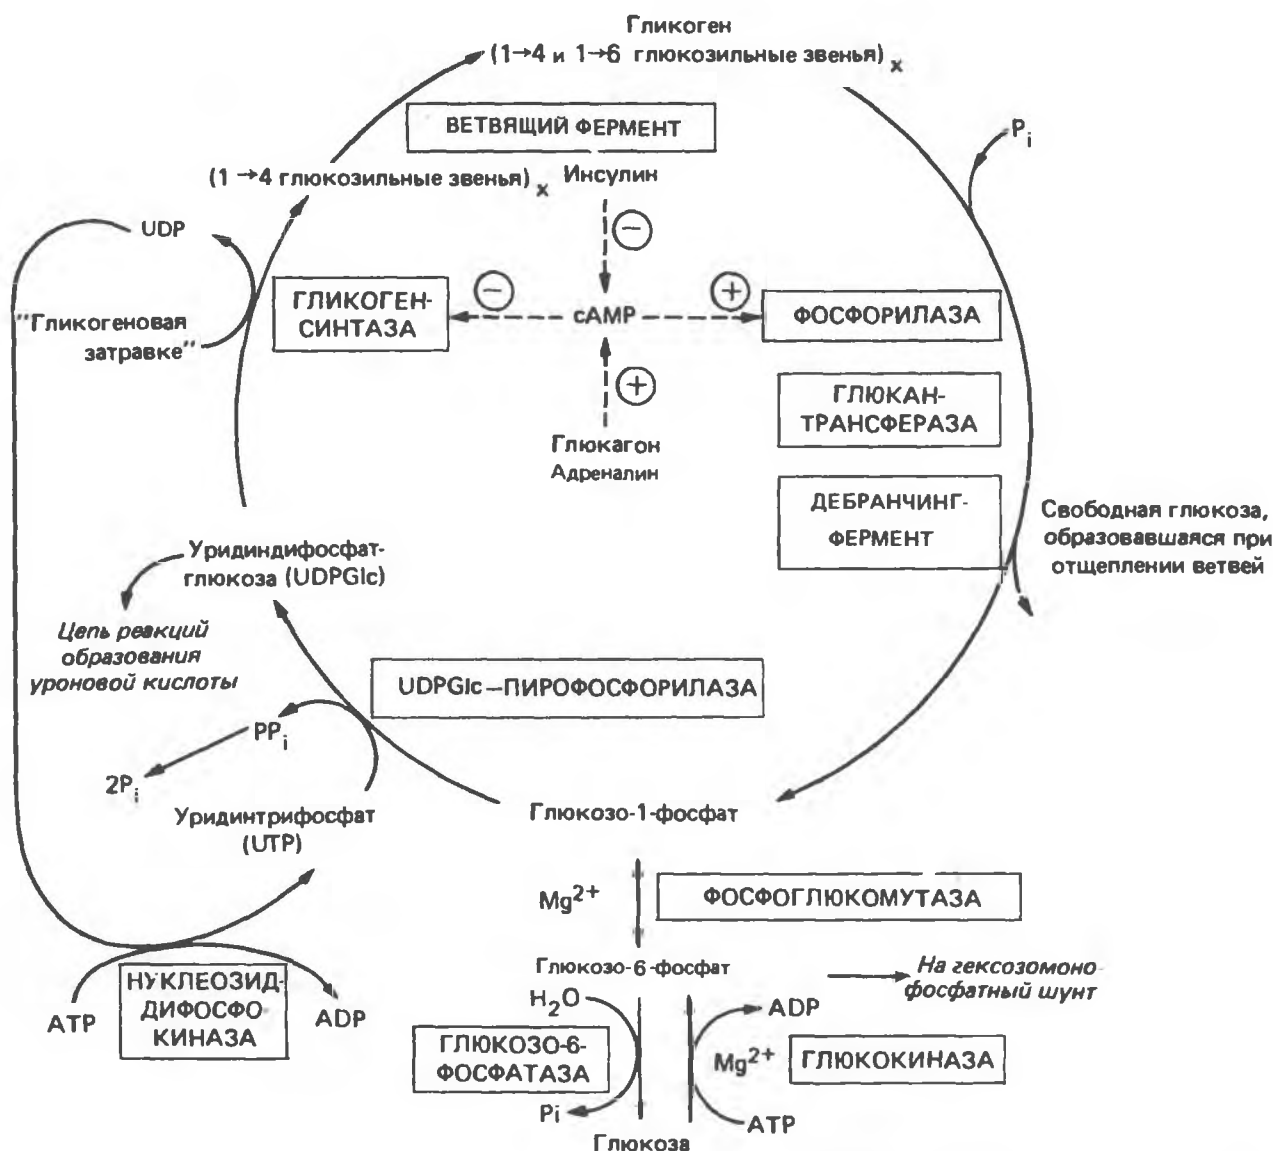 Гликоген
(1→4 и 1→6 глюкозильные звенья)x
ВЕТВЯЩИЙ ФЕРМЕНТ
Pi
(1→4 глюкозильные звенья)x
Инсулин
UDP
−
ГЛИКОГЕН-
СИНТАЗА
−
cAMP
+
ФОСФОРИЛАЗА
"Гликогеновая
затравке"
+
ГЛЮКАН-
ТРАНСФЕРАЗА
Глюкагон
Адреналин
ДЕБРАНЧИНГ-
ФЕРМЕНТ
Свободная глюкоза,
образовавшаяся при
отщеплении ветвей
Уридиндифосфат-
глюкоза (UDPGlc)
Цепь реакций
образования
уроновой кислоты
UDPGlc—ПИРОФОСФОРИЛАЗА
PPi
2Pi
Уридинтрифосфат
(UTP)
Глюкозо-1-фосфат
Mg2+
ФОСФОГЛЮКОМУТАЗА
Глюкозо-6-фосфат
На гексозомоно
фосфатный шунт
НУКЛЕОЗИД-
ДИФОСФО
КИНАЗА
ATP
ADP
H2O
ГЛЮКОЗО-6-
ФОСФАТАЗА
Pi
ADP
Mg2+
ГЛЮКОКИНАЗА
ATP
Глюкоза